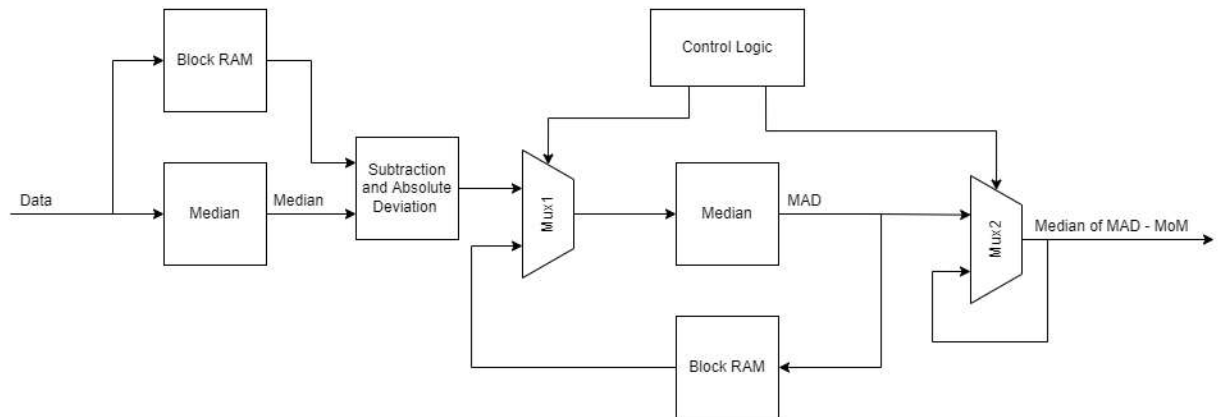 Block RAM
Control Logic
Data
Median
Median
Subtraction
and Absolute
Deviation
Mux1
Median
MAD
Mux2
Median of MAD - MoM
Block RAM